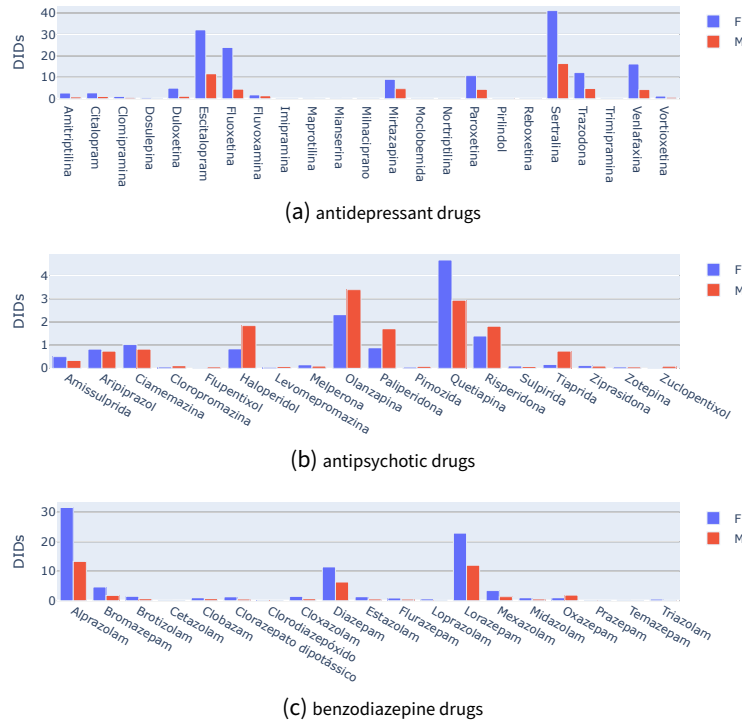 40
30
20
10
0
DIDs
F
M
Amitriptilina
Citalopram
Clomipramina
Dosulepina
Duloxetina
Escitalopram
Fluoxetina
Fluvoxamina
Imipramina
Maprotilina
Mianserina
Milnaciprano
Mirtazapina
Moclobemida
Nortriptilina
Paroxetina
Pirlindol
Reboxetina
Sertralina
Trazodona
Trimipramina
Venlafaxina
Vortioxetina
(a) antidepressant drugs
4
3
2
1
0
DIDs
F
M
Amissulprida
Aripiprazol
Ciamemazina
Cloropromazina
Flupentixol
Haloperidol
Levomepromazina
Melperona
Olanzapina
Paliperidona
Pimozida
Quetiapina
Risperidona
Sulpirida
Tiaprida
Ziprasidona
Zotepina
Zuclopentixol
(b) antipsychotic drugs
30
20
10
0
DIDs
F
M
Alprazolam
Bromazepam
Brotizolam
Cetazolam
Clobazam
Clorazepato dipotássico
Clorodiazepóxido
Cloxazolam
Diazepam
Estazolam
Flurazepam
Loprazolam
Lorazepam
Mexazolam
Midazolam
Oxazepam
Prazepam
Temazepam
Triazolam
(c) benzodiazepine drugs